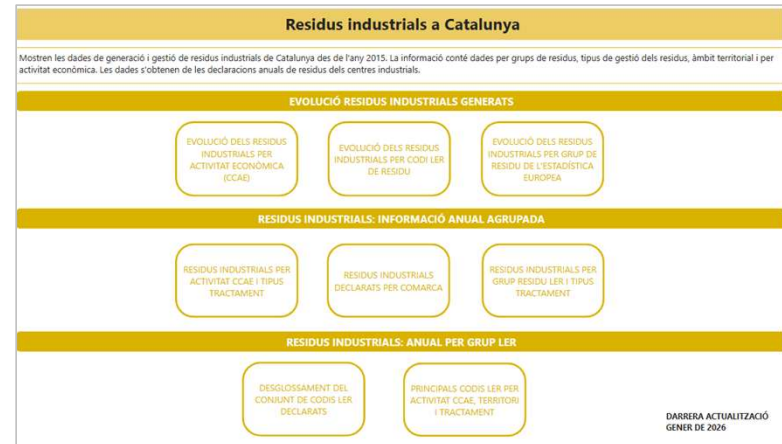 Residus industrials a Catalunya
Mostren les dades de generació i gestió de residus industrials de Catalunya des de l'any 2015. La informació conté dades per grups de residus, tipus de gestió dels residus, àmbit territorial i per
activitat econòmica. Les dades s'obtenen de les declaracions anuals de residus dels centres industrials.
EVOLUCIÓ RESIDUS INDUSTRIALS GENERATS
EVOLUCIÓ DELS RESIDUS
INDUSTRIALS PER
ACTIVITAT ECONÒMICA
(CCAE)
EVOLUCIÓ DELS RESIDUS
INDUSTRIALS PER CODI LER
DE RESIDU
EVOLUCIÓ DELS RESIDUS
INDUSTRIALS PER GRUP DE
RESIDU DE L'ESTADÍSTICA
EUROPEA
RESIDUS INDUSTRIALS: INFORMACIÓ ANUAL AGRUPADA
RESIDUS INDUSTRIALS PER
ACTIVITAT CCAE I TIPUS
TRACTAMENT
RESIDUS INDUSTRIALS
DECLARATS PER COMARCA
RESIDUS INDUSTRIALS PER
GRUP RESIDU LER I TIPUS
TRACTAMENT
RESIDUS INDUSTRIALS: ANUAL PER GRUP LER
DESGLOSSAMENT DEL
CONJUNT DE CODIS LER
DECLARATS
PRINCIPALS CODIS LER PER
ACTIVITAT CCAE, TERRITORI
I TRACTAMENT
DARRERA ACTUALITZACIÓ
GENER DE 2026